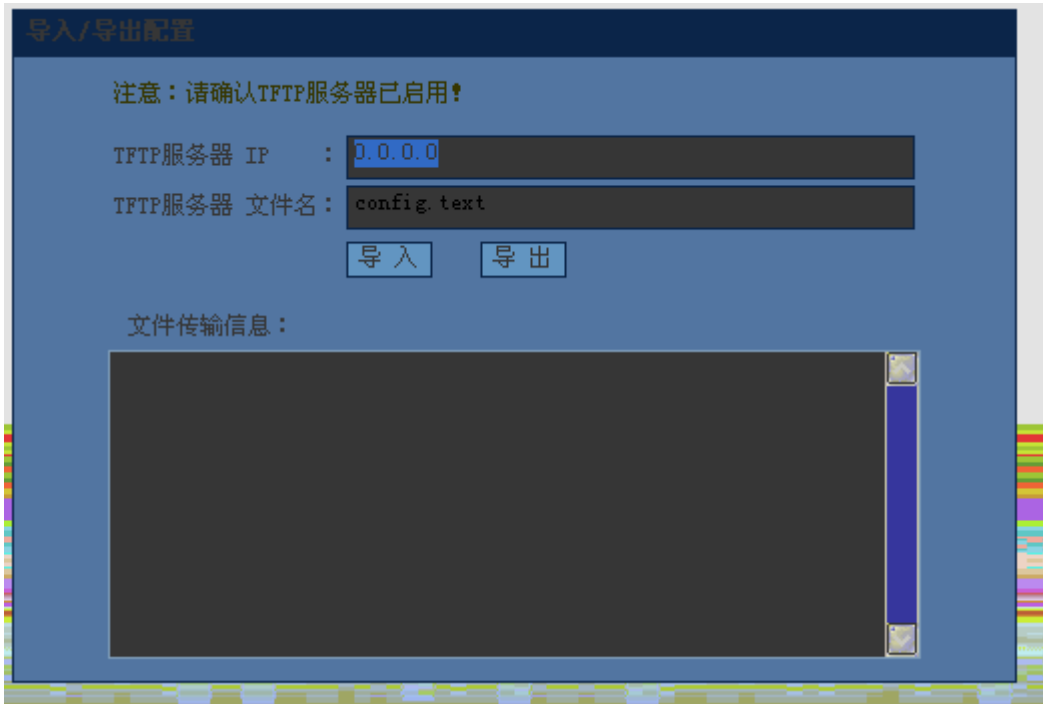 导入/导出配置
注意：请确认TFTP服务器已启用！
TFTP服务器 IP ：0.0.0.0
TFTP服务器 文件名：config.text
导 入 导 出
文件传输信息：